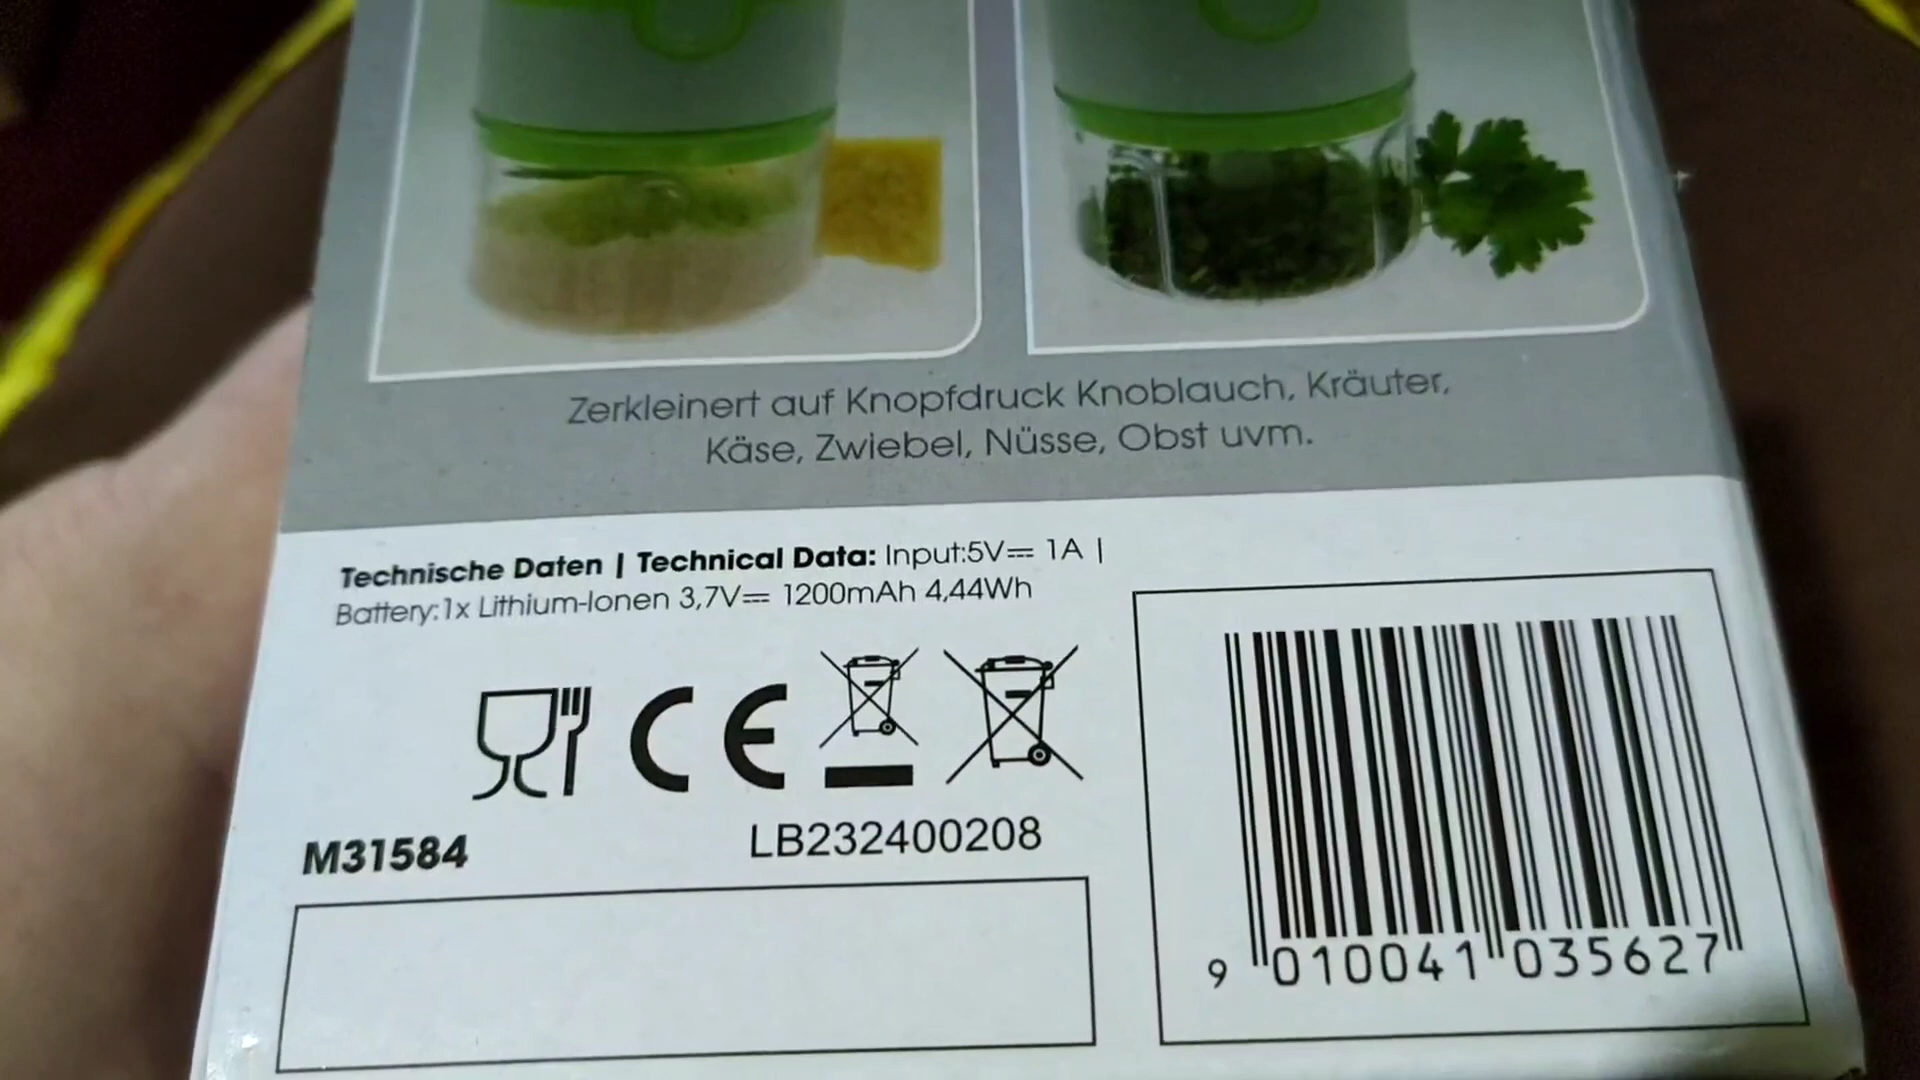 Zerkleinert auf Knopfdruck Knoblauch, Kräuter,
Käse, Zwiebel, Nüsse, Obst uvm.
Technische Daten | Technical Data: Input:5V⎓ 1A |
Battery:1x Lithium-Ionen 3,7V⎓ 1200mAh 4,44Wh
CE
M31584
LB232400208
9 010041 035627